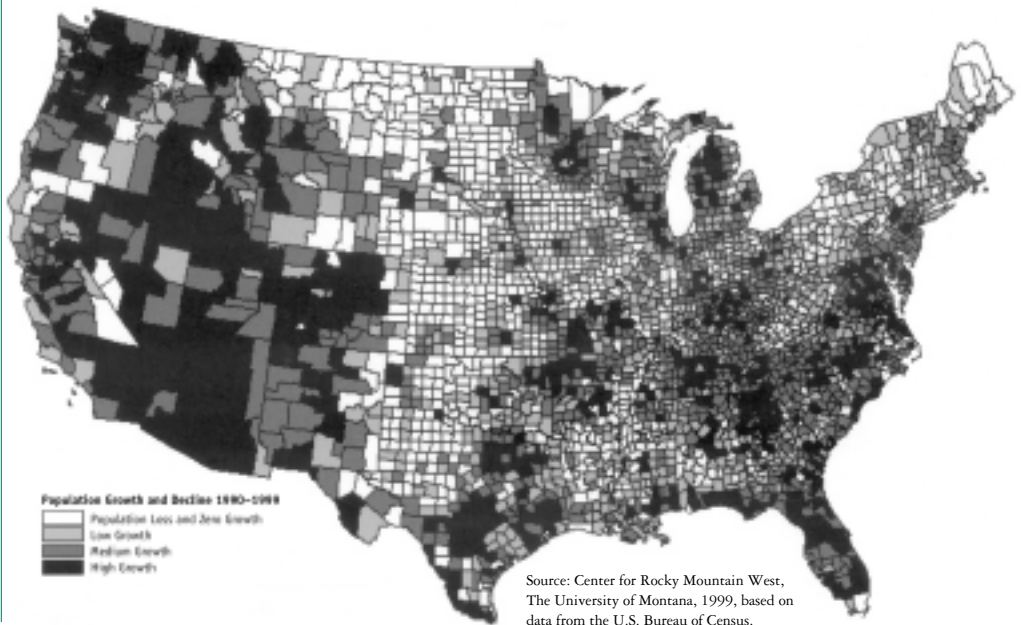 Population Growth and Decline 1990–1999
Population Loss and Zero Growth
Low Growth
Medium Growth
High Growth
Source: Center for Rocky Mountain West,
The University of Montana, 1999, based on
data from the U.S. Bureau of Census.